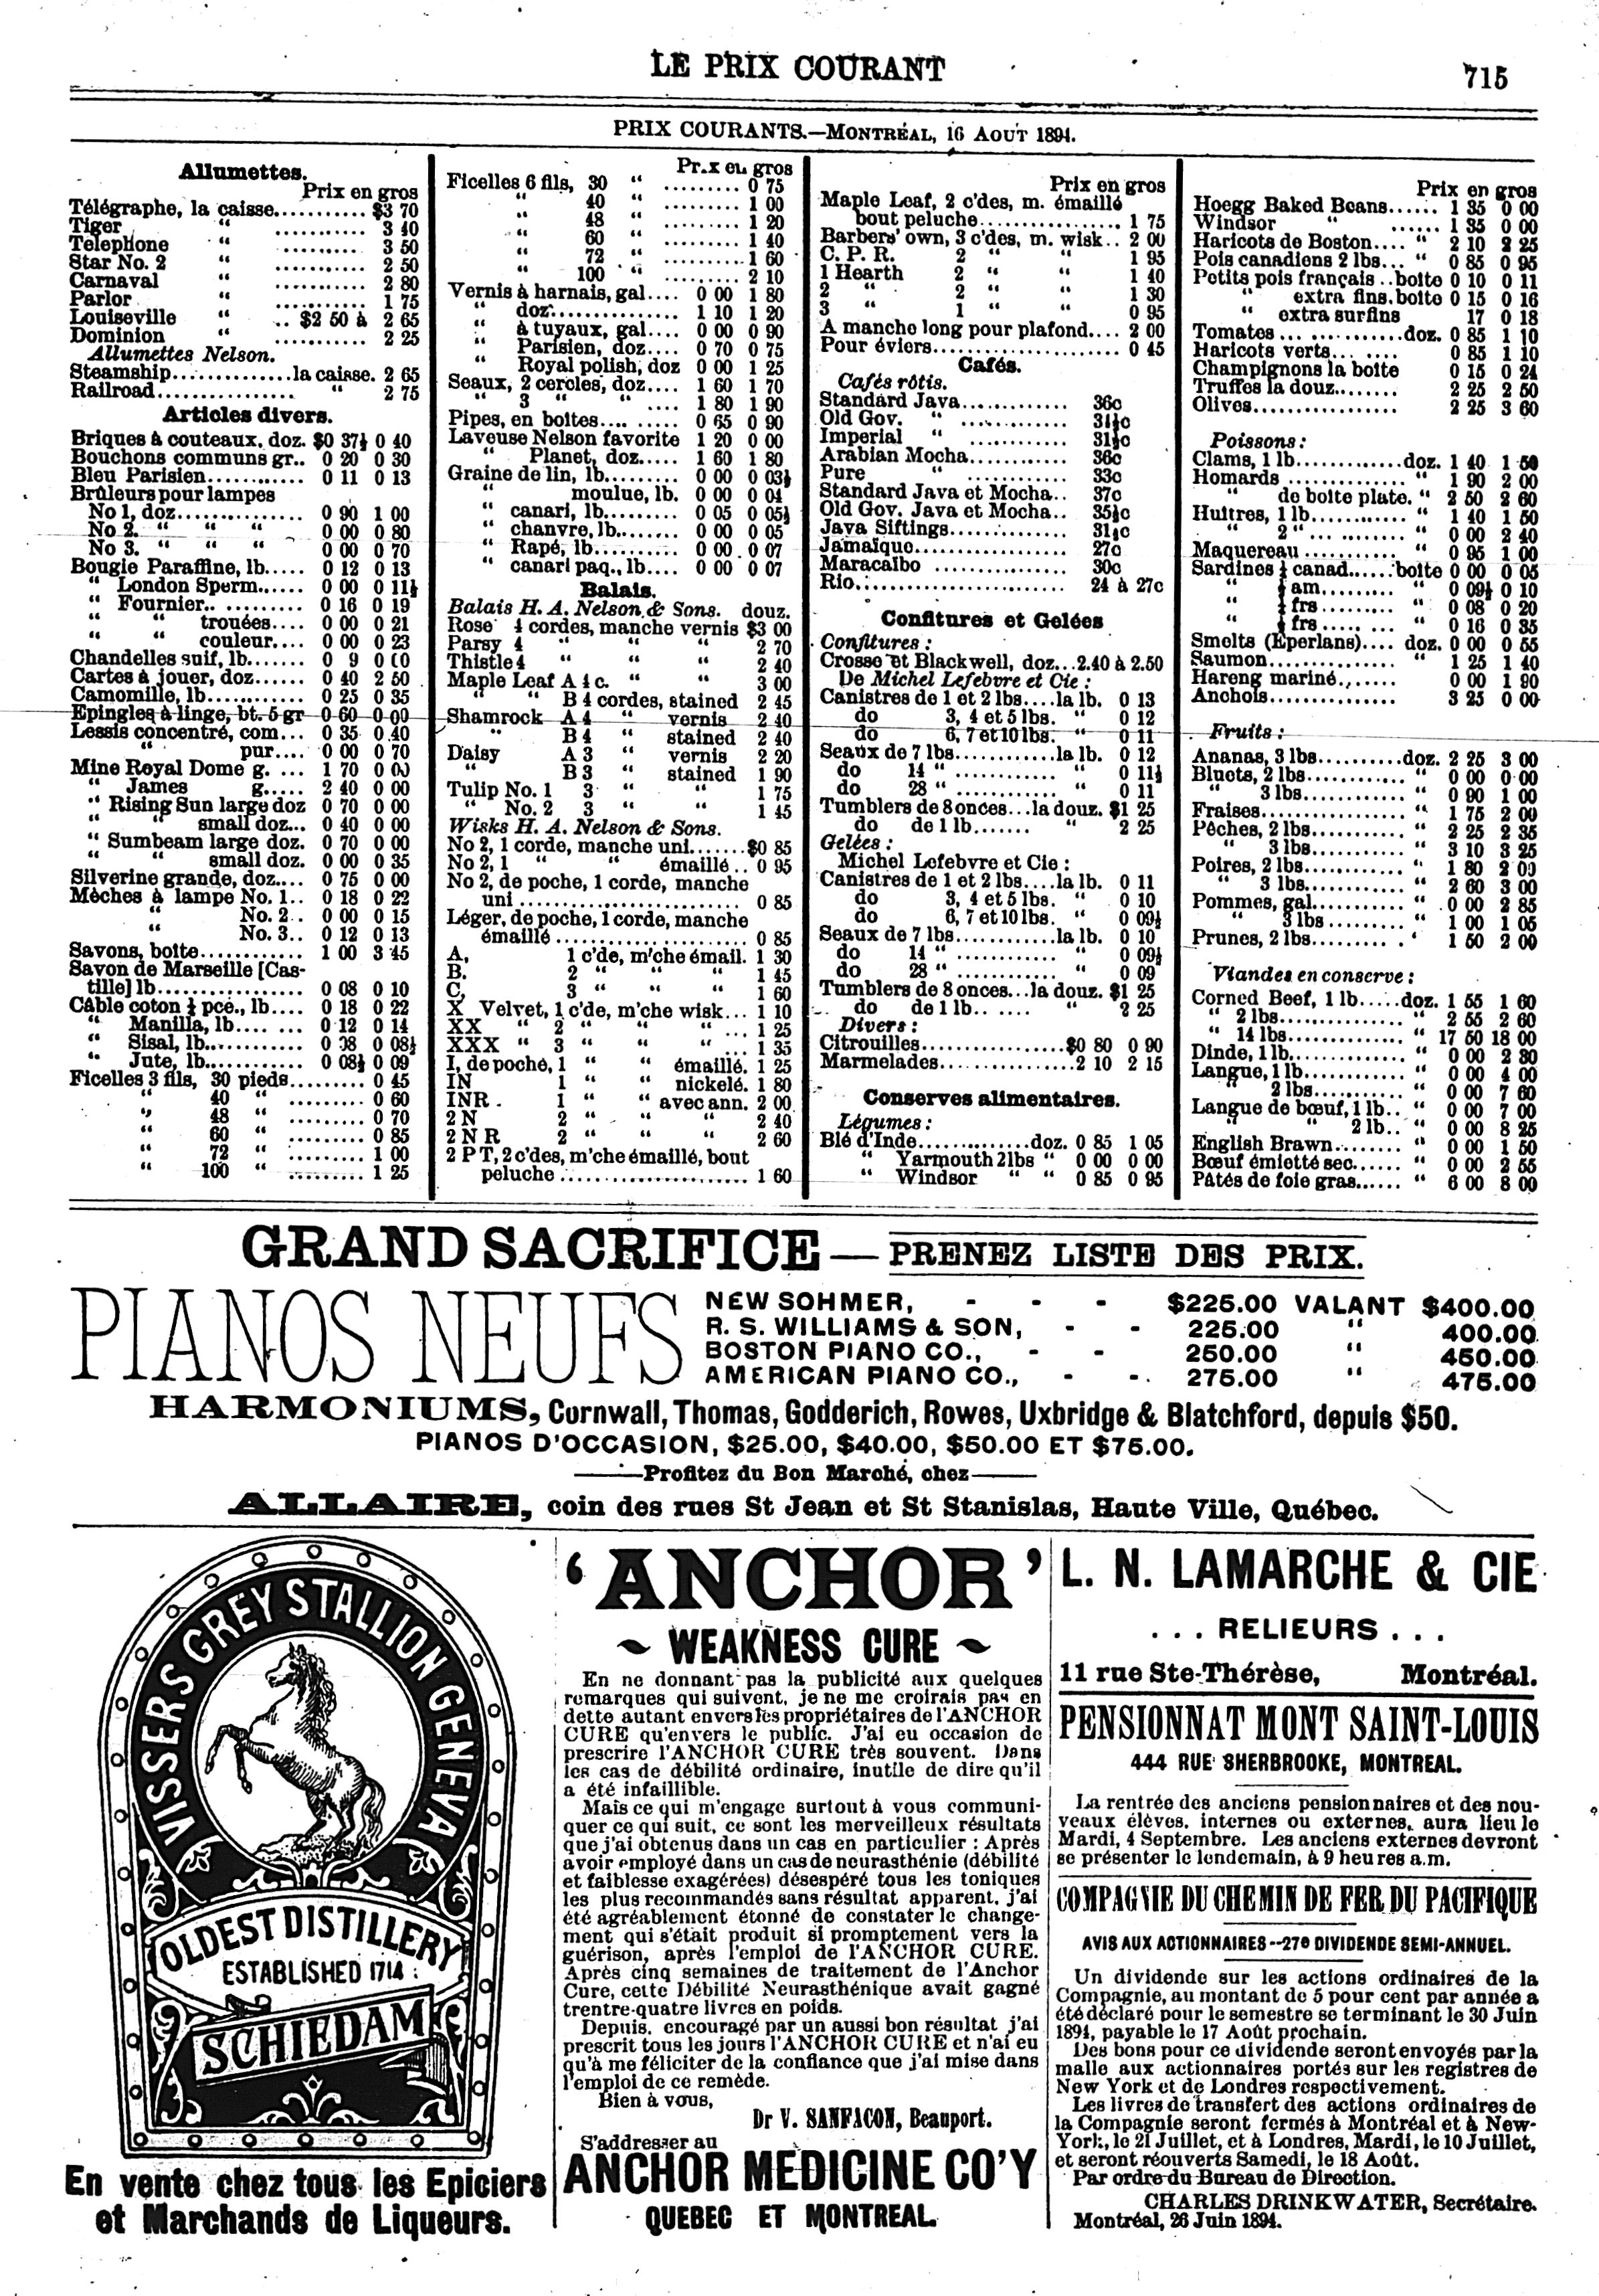 LE PRIX COURANT
715
PRIX COURANTS.—MONTRÉAL, 16 AOUT 1894.
Allumettes.
Prix en gros
Télégraphe, la caisse........... $3 70
Tiger “ ........... 3 40
Telephone “ ........... 3 50
Star No. 2 “ ........... 2 50
Carnaval “ ........... 2 80
Parlor “ ........... 1 75
Louiseville “ .. $2 50 à 2 65
Dominion “ ........... 2 25
Allumettes Nelson.
Steamship.............la caisse. 2 65
Railroad................ “ 2 75
Articles divers.
Briques à couteaux, doz. $0 37½ 0 40
Bouchons communs gr.. 0 20 0 30
Bleu Parisien........... 0 11 0 13
Brûleurs pour lampes
No 1, doz.............. 0 90 1 00
No 2. “ “ “ 0 00 0 80
No 3. “ “ “ 0 00 0 70
Bougie Paraffine, lb..... 0 12 0 13
“ London Sperm...... 0 00 0 11½
“ Fournier.. ......... 0 16 0 19
“ “ trouées.... 0 00 0 21
“ “ couleur.... 0 00 0 23
Chandelles suif, lb....... 0 9 0 00
Cartes à jouer, doz...... 0 40 2 50
Camomille, lb........... 0 25 0 35
Epingles à linge, bt. 5 gr 0 60 0 00
Lessis concentré, com... 0 35 0 40
“ pur.... 0 00 0 70
Mine Royal Dome g. ... 1 70 0 00
“ James g..... 2 40 0 00
“ Rising Sun large doz 0 70 0 00
“ “ small doz... 0 40 0 00
“ Sumbeam large doz. 0 70 0 00
“ “ small doz. 0 00 0 35
Silverine grande, doz.... 0 75 0 00
Mèches à lampe No. 1.. 0 18 0 22
“ No. 2.. 0 00 0 15
“ No. 3.. 0 12 0 13
Savons, boite............ 1 00 3 45
Savon de Marseille [Cas-
tille] lb................. 0 08 0 10
Câble coton ¼ pce., lb.... 0 18 0 22
“ Manilla, lb.... ... 0 12 0 14
“ Sisal, lb........... 0 08 0 08½
“ Jute, lb............ 0 08½ 0 09
Ficelles 3 fils, 30 pieds......... 0 45
“ 40 “ ......... 0 60
“ 48 “ ......... 0 70
“ 60 “ ......... 0 85
“ 72 “ ......... 1 00
“ 100 “ ......... 1 25
Prix en gros
Ficelles 6 fils, 30 “ ......... 0 75
“ 40 “ ......... 1 00
“ 48 “ ......... 1 20
“ 60 “ ......... 1 40
“ 72 “ ......... 1 60
“ 100 “ ......... 2 10
Vernis à harnais, gal.... 0 00 1 80
“ doz............... 1 10 1 20
“ à tuyaux, gal.... 0 00 0 90
“ Parisien, doz.... 0 70 0 75
“ Royal polish, doz 0 00 1 25
Seaux, 2 cercles, doz.... 1 60 1 70
“ 3 “ “ .... 1 80 1 90
Pipes, en boites.... ..... 0 65 0 90
Laveuse Nelson favorite 1 20 0 00
“ Planet, doz..... 1 60 1 80
Graine de lin, lb......... 0 00 0 03½
“ moulue, lb. 0 00 0 04
“ canari, lb......... 0 05 0 05½
“ chanvre, lb....... 0 00 0 05
“ Rapé, lb.......... 0 00 0 07
“ canari paq., lb.... 0 00 0 07
Balais.
Balais H. A. Nelson & Sons. douz.
Rose 4 cordes, manche vernis $3 00
Parsy 4 “ “ “ 2 70
Thistle 4 “ “ “ 2 40
Maple Leaf A 4 c. “ “ 3 00
“ “ B 4 cordes, stained 2 45
Shamrock A 4 “ vernis 2 40
“ B 4 “ stained 2 40
Daisy A 3 “ vernis 2 20
“ B 3 “ stained 1 90
Tulip No. 1 3 “ “ 1 75
“ No. 2 3 “ “ 1 45
Wisks H. A. Nelson & Sons.
No 2, 1 corde, manche uni.......$0 85
No 2, 1 “ “ émaillé.. 0 95
No 2, de poche, 1 corde, manche
uni ........................... 0 85
Léger, de poche, 1 corde, manche
émaillé ........................ 0 85
A, 1 c'de, m'che émail. 1 30
B. 2 “ “ “ 1 45
C, 3 “ “ “ 1 60
X Velvet, 1 c'de, m'che wisk... 1 10
XX “ 2 “ “ “ ... 1 25
XXX “ 3 “ “ “ ... 1 35
I, de poche, 1 “ “ émaillé. 1 25
IN 1 “ “ nickelé. 1 80
INR . 1 “ “ avec ann. 2 00
2 N 2 “ “ “ 2 40
2 N R 2 “ “ “ 2 60
2 PT, 2 c'des, m'che émaillé, bout
peluche ........................ 1 60
Prix en gros
Maple Leaf, 2 c'des, m. émaillé
bout peluche.................. 1 75
Barbers' own, 3 c'des, m. wisk.. 2 00
C. P. R. 2 “ “ 1 95
1 Hearth 2 “ “ 1 40
2 “ 2 “ “ 1 30
3 “ 1 “ “ 0 95
A manche long pour plafond.... 2 00
Pour éviers...................... 0 45
Cafés.
Cafés rôtis.
Standard Java............. 36c
Old Gov. “ ............. 31½c
Imperial “ ............ 31½c
Arabian Mocha............ 36c
Pure “ ............ 33c
Standard Java et Mocha.. 37c
Old Gov. Java et Mocha.. 35½c
Java Siftings............... 31½c
Jamaïque................... 27c
Maracaibo ................. 30c
Rio......................... 24 à 27c
Confitures et Gelées
Confitures :
Crosse et Blackwell, doz...2.40 à 2.50
De Michel Lefebvre et Cie :
Canistres de 1 et 2 lbs....la lb. 0 13
do 3, 4 et 5 lbs. “ 0 12
do 6, 7 et 10 lbs. “ 0 11
Seaux de 7 lbs............la lb. 0 12
do 14 “ ............ “ 0 11½
do 28 “ ............ “ 0 11
Tumblers de 8 onces...la douz. $1 25
do de 1 lb....... “ 2 25
Gelées :
Michel Lefebvre et Cie :
Canistres de 1 et 2 lbs....la lb. 0 11
do 3, 4 et 5 lbs. “ 0 10
do 6, 7 et 10 lbs. “ 0 09½
Seaux de 7 lbs............la lb. 0 10
do 14 “ ............ “ 0 09½
do 28 “ ............ “ 0 09
Tumblers de 8 onces...la douz. $1 25
do de 1 lb... “ 2 25
Divers :
Citrouilles.................$0 80 0 90
Marmelades.................2 10 2 15
Conserves alimentaires.
Légumes :
Blé d'Inde..............doz. 0 85 1 05
“ Yarmouth 2 lbs “ 0 00 0 00
“ Windsor “ “ 0 85 0 95
Prix en gros
Hoegg Baked Beans...... 1 35 0 00
Windsor “ ...... 1 35 0 00
Haricots de Boston.... “ 2 10 2 25
Pois canadiens 2 lbs... “ 0 85 0 95
Petits pois français ..boite 0 10 0 11
“ extra fins.boite 0 15 0 16
“ extra surfins 17 0 18
Tomates ... ............doz. 0 85 1 10
Haricots verts... ..... 0 85 1 10
Champignons la boite 0 15 0 24
Truffes la douz.......... 2 25 2 50
Olives.................. 2 25 3 60
Poissons :
Clams, 1 lb.............doz. 1 40 1 50
Homards ............... “ 1 90 2 00
“ de boite plate. “ 2 50 2 60
Huîtres, 1 lb............ “ 1 40 1 50
“ 2 “ ............ “ 0 00 2 40
Maquereau ............ “ 0 95 1 00
Sardines ¼ canad......boite 0 00 0 05
“ ¼ am.......... “ 0 09½ 0 10
“ ¼ frs ......... “ 0 08 0 20
“ ½ frs ......... “ 0 16 0 35
Smelts (Eperlans).... doz. 0 00 0 55
Saumon................ “ 1 25 1 40
Hareng mariné......... “ 0 00 1 90
Anchois.................. 3 25 0 00
Fruits :
Ananas, 3 lbs............doz. 2 25 3 00
Bluets, 2 lbs............. “ 0 00 0 00
“ 3 lbs............. “ 0 90 1 00
Fraises................... “ 1 75 2 00
Pêches, 2 lbs............ “ 2 25 2 35
“ 3 lbs............ “ 3 10 3 25
Poires, 2 lbs............. “ 1 80 2 00
“ 3 lbs............. “ 2 60 3 00
Pommes, gal............. “ 0 00 2 85
“ 3 lbs ........... “ 1 00 1 05
Prunes, 2 lbs............ “ 1 50 2 00
Viandes en conserve :
Corned Beef, 1 lb.....doz. 1 55 1 60
“ 2 lbs................ “ 2 55 2 60
“ 14 lbs............... “ 17 50 18 00
Dinde, 1 lb.............. “ 0 00 2 80
Langue, 1 lb............. “ 0 00 4 00
“ 2 lbs............. “ 0 00 7 60
Langue de bœuf, 1 lb.. “ 0 00 7 00
“ “ 2 lb.. “ 0 00 8 25
English Brawn.......... “ 0 00 1 50
Bœuf émietté sec...... “ 0 00 2 55
Pâtés de foie gras...... “ 6 00 8 00
GRAND SACRIFICE — PRENEZ LISTE DES PRIX.
PIANOS NEUFS
NEW SOHMER, - - - $225.00 VALANT $400.00
R. S. WILLIAMS & SON, - - 225.00 “ 400.00
BOSTON PIANO CO., - - 250.00 “ 450.00
AMERICAN PIANO CO., - - 275.00 “ 475.00
HARMONIUMS, Cornwall, Thomas, Godderich, Rowes, Uxbridge & Blatchford, depuis $50.
PIANOS D'OCCASION, $25.00, $40.00, $50.00 ET $75.00.
——Profitez du Bon Marché, chez——
ALLAIRE, coin des rues St Jean et St Stanislas, Haute Ville, Québec.
VISSERS GREY STALLION GENEVA
OLDEST DISTILLERY
ESTABLISHED 1714
SCHIEDAM
En vente chez tous les Epiciers
et Marchands de Liqueurs.
‘ANCHOR’
~ WEAKNESS CURE ~
En ne donnant pas la publicité aux quelques
remarques qui suivent, je ne me croirais pas en
dette autant envers les propriétaires de l'ANCHOR
CURE qu'envers le public. J'ai eu occasion de
prescrire l'ANCHOR CURE très souvent. Dans
les cas de débilité ordinaire, inutile de dire qu'il
a été infaillible.
Mais ce qui m'engage surtout à vous communi-
quer ce qui suit, ce sont les merveilleux résultats
que j'ai obtenus dans un cas en particulier : Après
avoir employé dans un cas de neurasthénie (débilité
et faiblesse exagérées) désespéré tous les toniques
les plus recommandés sans résultat apparent, j'ai
été agréablement étonné de constater le change-
ment qui s'était produit si promptement vers la
guérison, après l'emploi de l'ANCHOR CURE.
Après cinq semaines de traitement de l'Anchor
Cure, cette Débilité Neurasthénique avait gagné
trentre-quatre livres en poids.
Depuis, encouragé par un aussi bon résultat j'ai
prescrit tous les jours l'ANCHOR CURE et n'ai eu
qu'à me féliciter de la confiance que j'ai mise dans
l'emploi de ce remède.
Bien à vous,
Dr V. SANFACON, Beauport.
S'addresser au
ANCHOR MEDICINE CO'Y
QUEBEC ET MONTREAL.
L. N. LAMARCHE & CIE
. . . RELIEURS . . .
11 rue Ste-Thérèse, Montréal.
PENSIONNAT MONT SAINT-LOUIS
444 RUE SHERBROOKE, MONTREAL.
La rentrée des anciens pensionnaires et des nou-
veaux élèves, internes ou externes, aura lieu le
Mardi, 4 Septembre. Les anciens externes devront
se présenter le lendemain, à 9 heures a.m.
COMPAGNIE DU CHEMIN DE FER DU PACIFIQUE
AVIS AUX ACTIONNAIRES--27e DIVIDENDE SEMI-ANNUEL.
Un dividende sur les actions ordinaires de la
Compagnie, au montant de 5 pour cent par année a
été déclaré pour le semestre se terminant le 30 Juin
1894, payable le 17 Août prochain.
Des bons pour ce dividende seront envoyés par la
malle aux actionnaires portés sur les registres de
New York et de Londres respectivement.
Les livres de transfert des actions ordinaires de
la Compagnie seront fermés à Montréal et à New-
York, le 21 Juillet, et à Londres, Mardi, le 10 Juillet,
et seront réouverts Samedi, le 18 Août.
Par ordre du Bureau de Direction.
CHARLES DRINKWATER, Secrétaire.
Montréal, 26 Juin 1894.